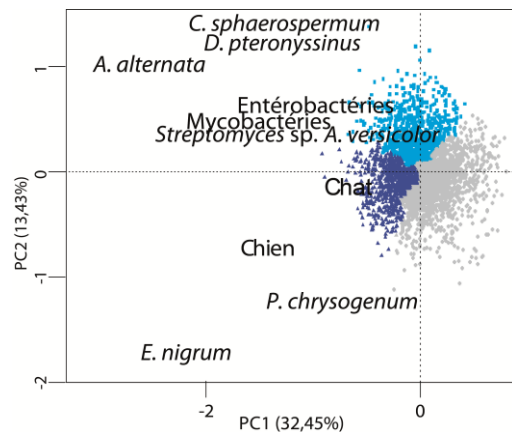 C. sphaerospermum
D. pteronyssinus
A. alternata
Entérobactéries
Mycobactéries
Streptomyces sp. A. versicolor
Chat
Chien
P. chrysogenum
E. nigrum
PC2 (13,43%)
1
0
-1
-2
-2
0
PC1 (32,45%)